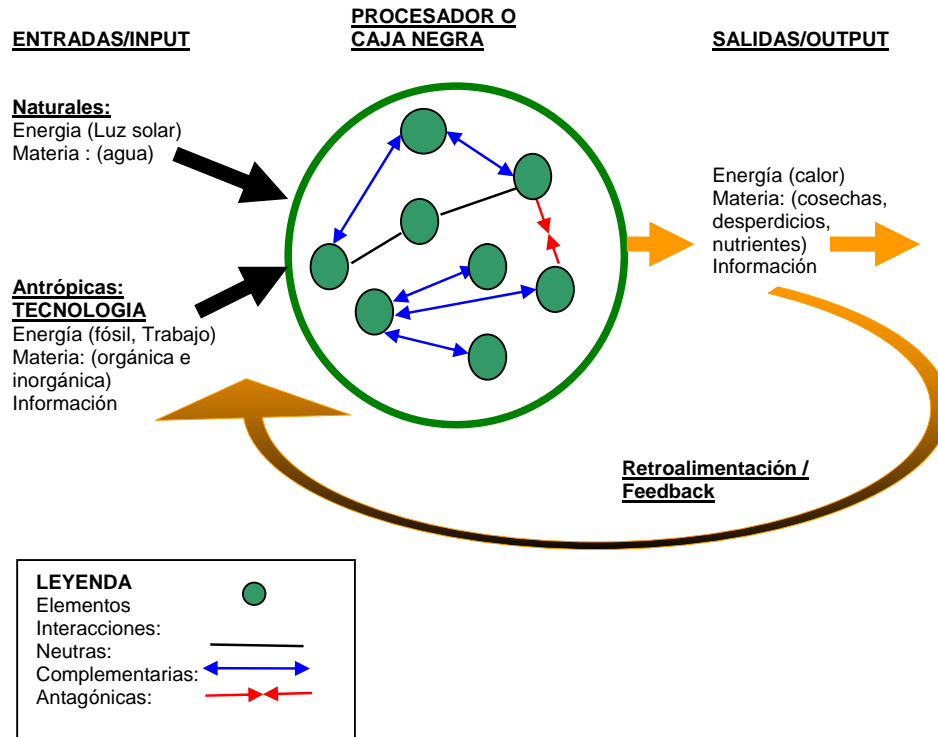 ENTRADAS/INPUT
PROCESADOR O
CAJA NEGRA
SALIDAS/OUTPUT
Naturales:
Energia (Luz solar)
Materia : (agua)
Antrópicas:
TECNOLOGIA
Energía (fósil, Trabajo)
Materia: (orgánica e
inorgánica)
Información
Energía (calor)
Materia: (cosechas,
desperdicios,
nutrientes)
Información
Retroalimentación /
Feedback
LEYENDA
Elementos
Interacciones:
Neutras:
Complementarias:
Antagónicas: